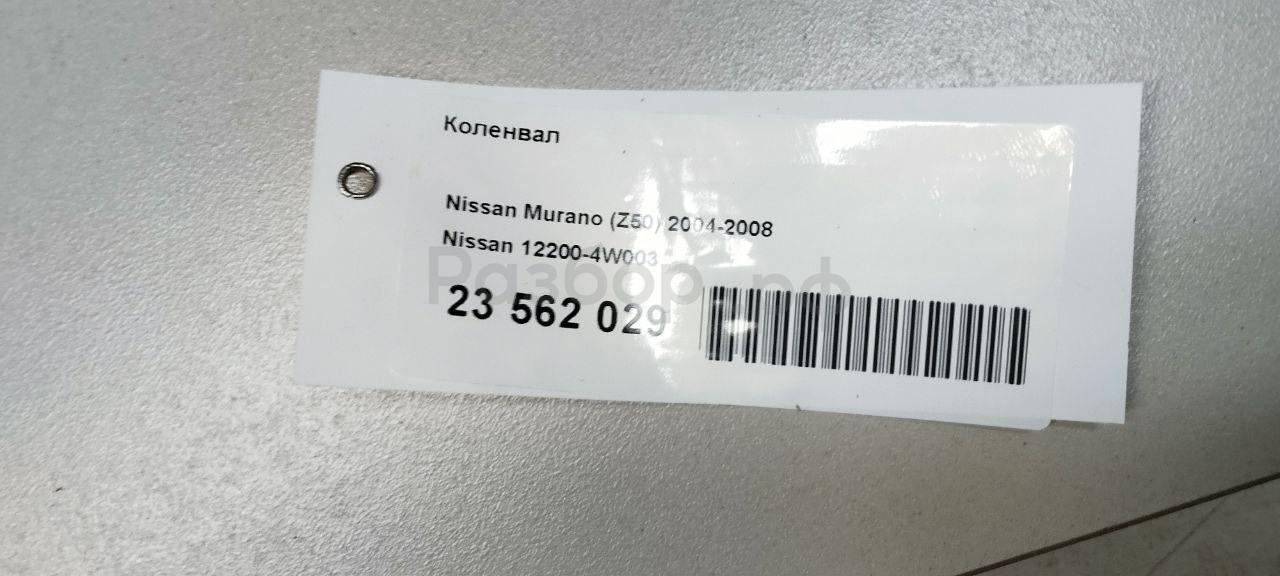 Коленвал
Nissan Murano (Z50) 2004-2008
Nissan 12200-4W003
Разбор.рф
23 562 029